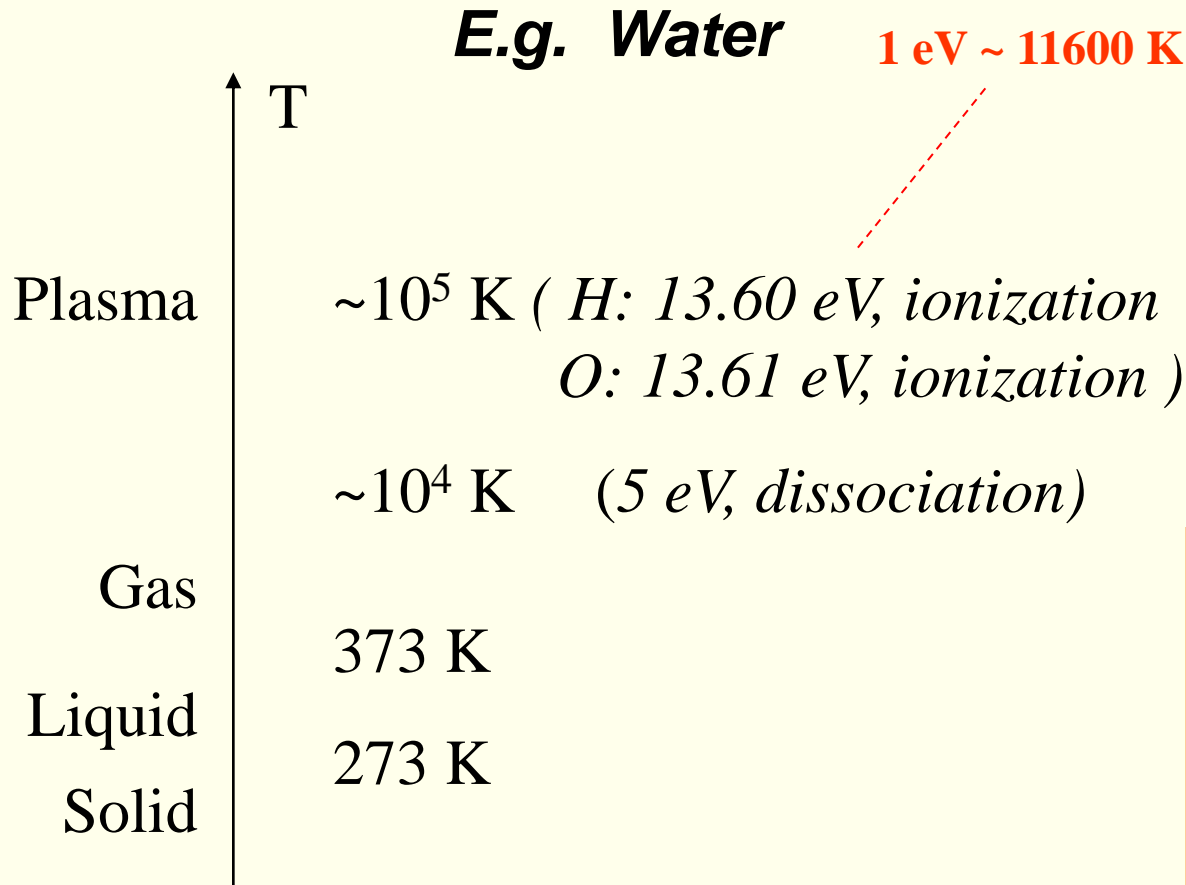 E.g. Water
1 eV ~ 11600 K
T
Plasma ~10⁵ K ( H: 13.60 eV, ionization
O: 13.61 eV, ionization )
~10⁴ K (5 eV, dissociation)
Gas
373 K
Liquid
273 K
Solid